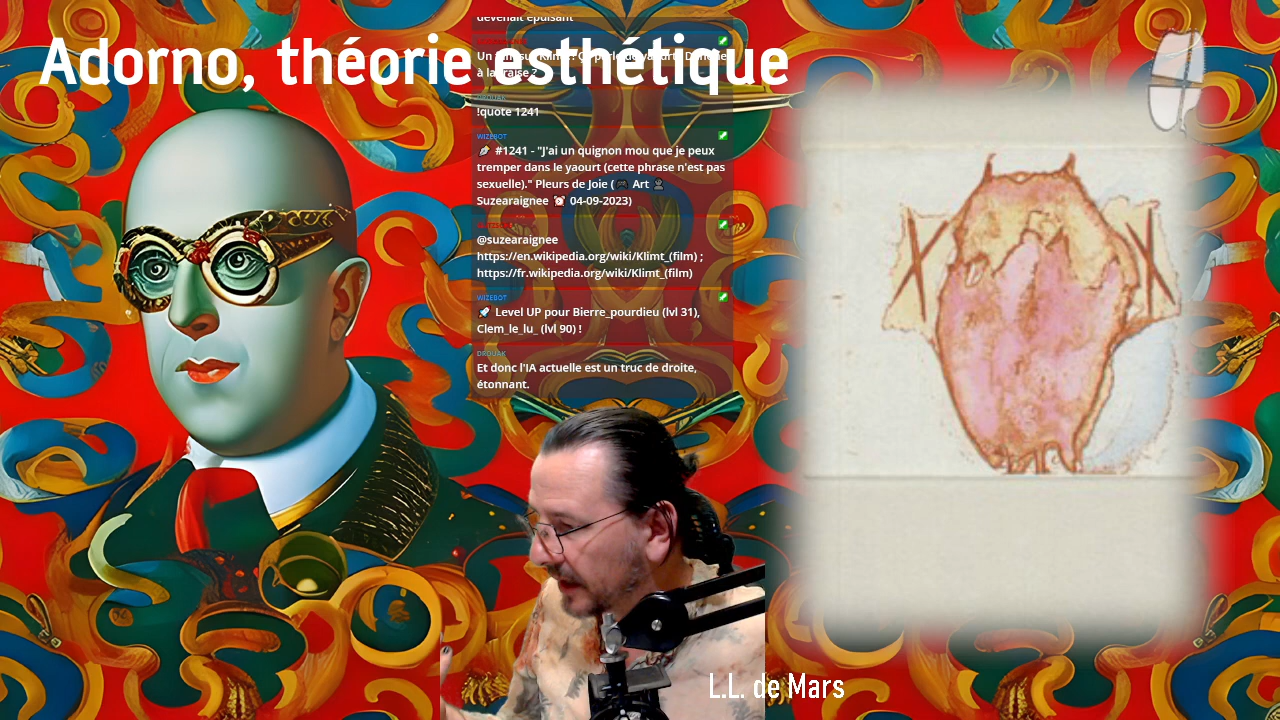 devenait épuisant
Adorno, théorie esthétique
à la
!quote 1241
WIZEBOT
#1241 - "J'ai un quignon mou que je peux
tremper dans le yaourt (cette phrase n'est pas
sexuelle)." Pleurs de Joie ( Art
Suzearaignee 04-09-2023)
@suzearaignee
https://en.wikipedia.org/wiki/Klimt_(film) ;
https://fr.wikipedia.org/wiki/Klimt_(film)
WIZEBOT
Level UP pour Bierre_pourdieu (lvl 31),
Clem_le_lu_ (lvl 90) !
DROUAK
Et donc l'IA actuelle est un truc de droite,
étonnant.
L.L. de Mars